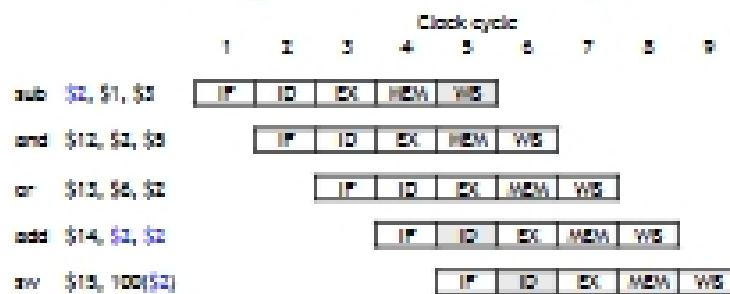 Clock cycle
1 2 3 4 5 6 7 8 9
sub $2, $1, $3 IF ID EX MEM WB
and $12, $2, $5 IF ID EX MEM WB
or $13, $6, $2 IF ID EX MEM WB
add $14, $2, $2 IF ID EX MEM WB
sw $15, 100($2) IF ID EX MEM WB